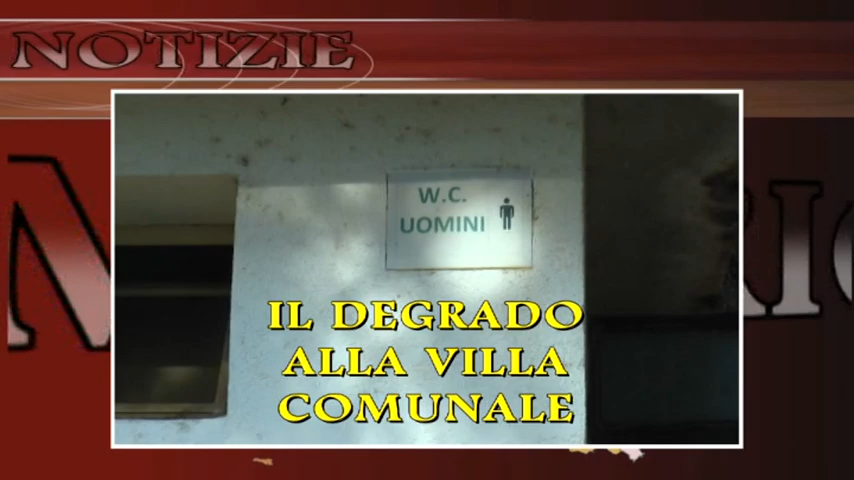 NOTIZIE
W.C.
UOMINI
IL DEGRADO
ALLA VILLA
COMUNALE